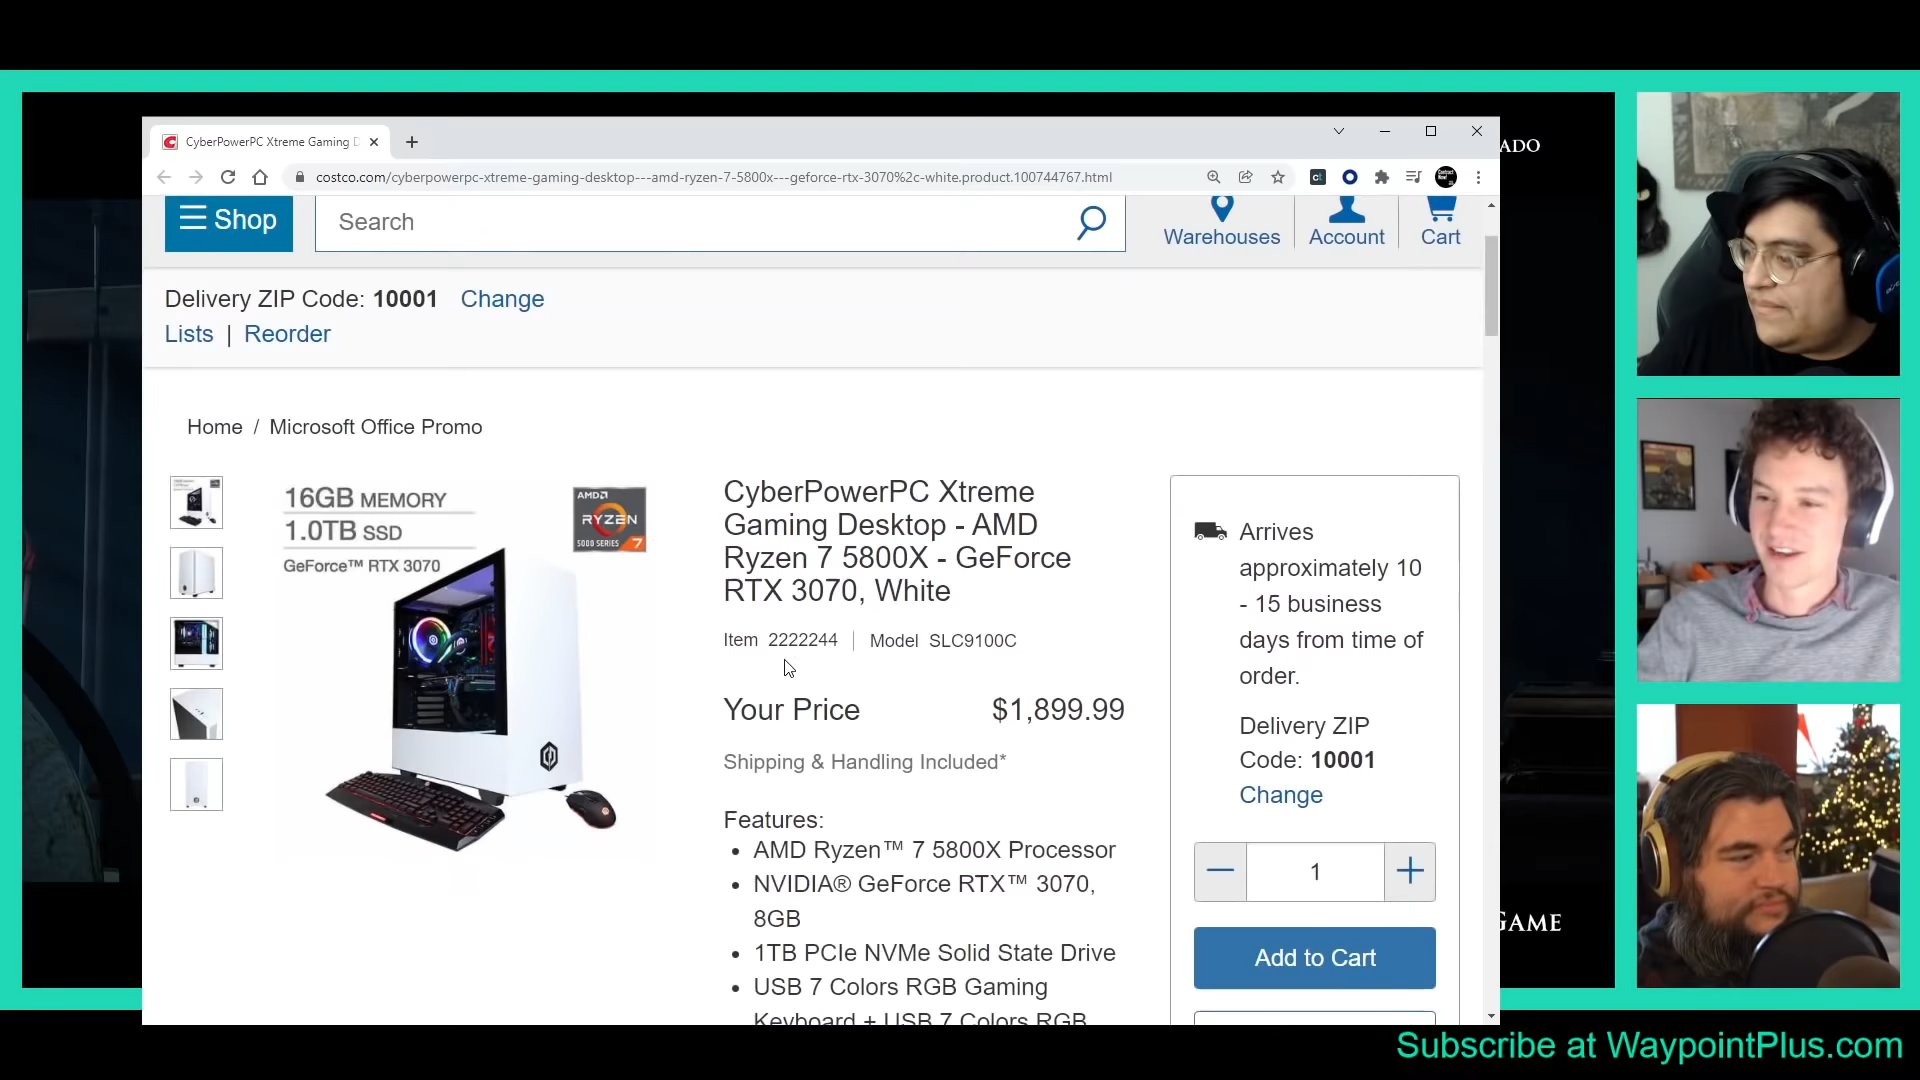 CyberPowerPC Xtreme Gaming D
costco.com/cyberpowerpc-xtreme-gaming-desktop---amd-ryzen-7-5800x---geforce-rtx-3070%2c-white.product.100744767.html
ADO
Shop
Search
Warehouses
Account
Cart
Delivery ZIP Code: 10001 Change
Lists | Reorder
Home / Microsoft Office Promo
16GB MEMORY
1.0TB SSD
GeForce™ RTX 3070
AMD
RYZEN
5000 SERIES 7
CyberPowerPC Xtreme
Gaming Desktop - AMD
Ryzen 7 5800X - GeForce
RTX 3070, White
Item 2222244 | Model SLC9100C
Your Price $1,899.99
Shipping & Handling Included*
Features:
• AMD Ryzen™ 7 5800X Processor
• NVIDIA® GeForce RTX™ 3070,
8GB
• 1TB PCIe NVMe Solid State Drive
• USB 7 Colors RGB Gaming
Keyboard + USB 7 Colors RGB
Arrives
approximately 10
- 15 business
days from time of
order.
Delivery ZIP
Code: 10001
Change
1
Add to Cart
GAME
Subscribe at WaypointPlus.com